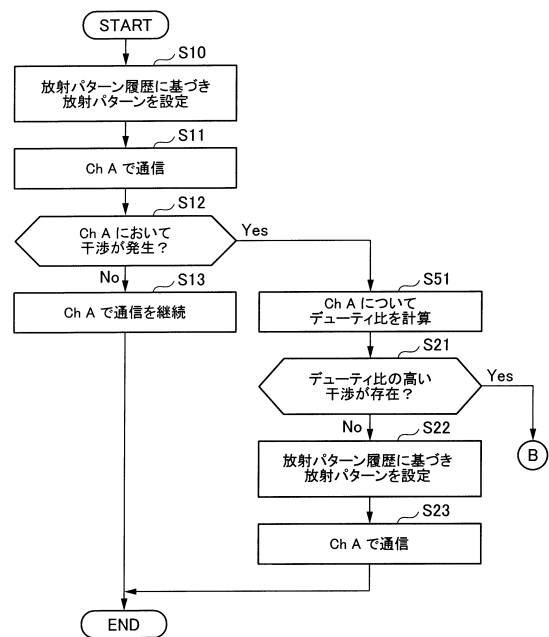 START
S10
放射パターン履歴に基づき
放射パターンを設定
S11
Ch A で通信
S12
Ch A において
干渉が発生？
Yes
No
S13
Ch A で通信を継続
S51
Ch A について
デューティ比を計算
S21
デューティ比の高い
干渉が存在？
Yes
No
S22
放射パターン履歴に基づき
放射パターンを設定
B
S23
Ch A で通信
END